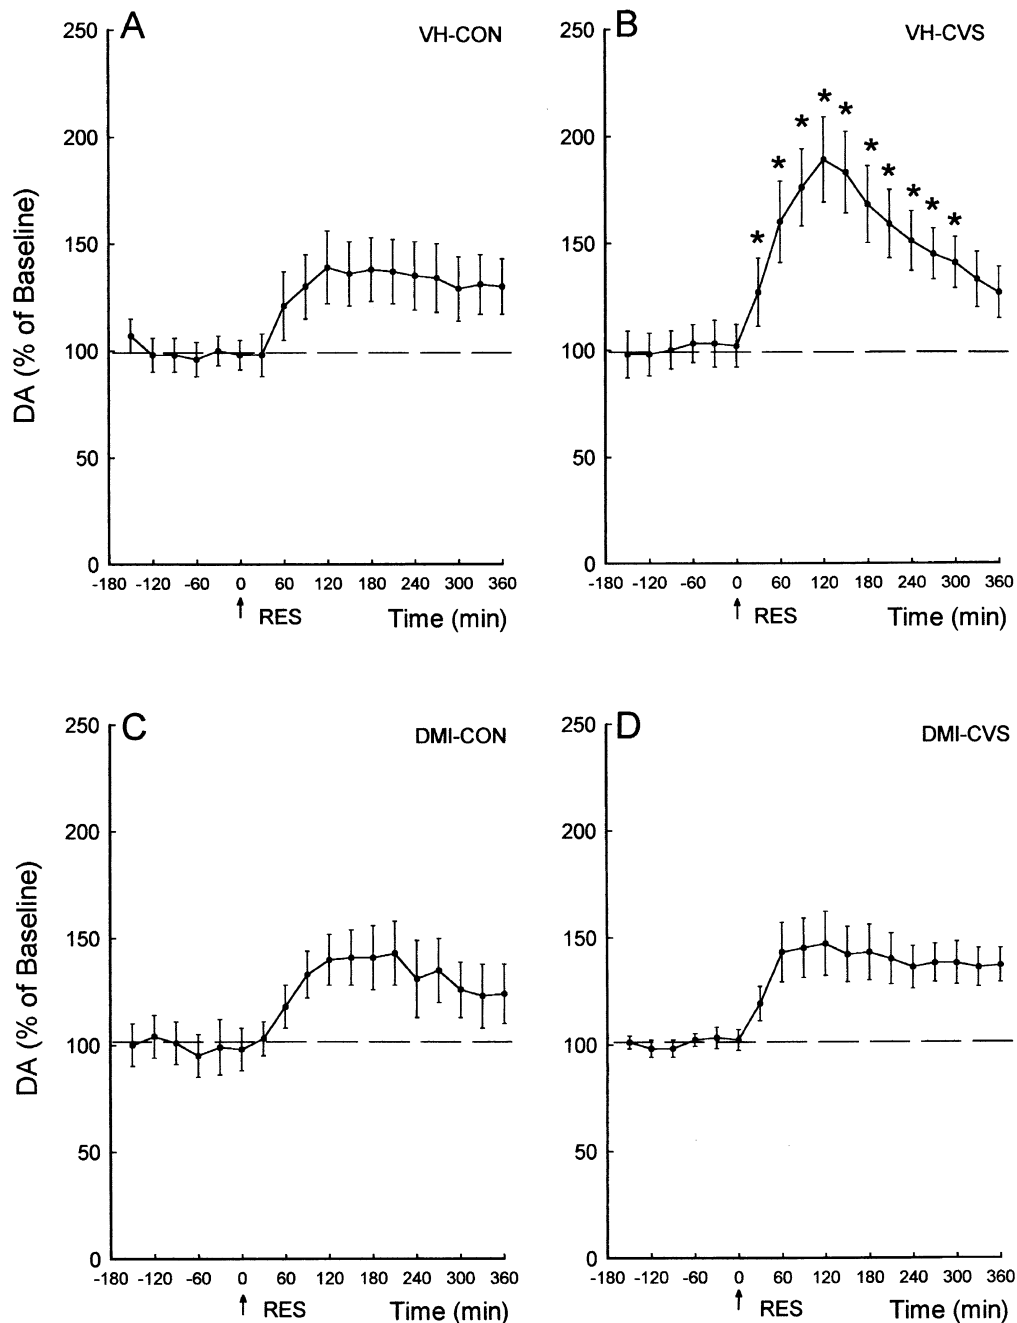 A
VH-CON
250
200
150
100
50
0
DA (% of Baseline)
-180 -120 -60 0 60 120 180 240 300 360
RES
Time (min)
B
VH-CVS
250
200
150
100
50
0
* * * * * * * * * *
-180 -120 -60 0 60 120 180 240 300 360
RES
Time (min)
C
DMI-CON
250
200
150
100
50
0
DA (% of Baseline)
-180 -120 -60 0 60 120 180 240 300 360
RES
Time (min)
D
DMI-CVS
250
200
150
100
50
0
-180 -120 -60 0 60 120 180 240 300 360
RES
Time (min)